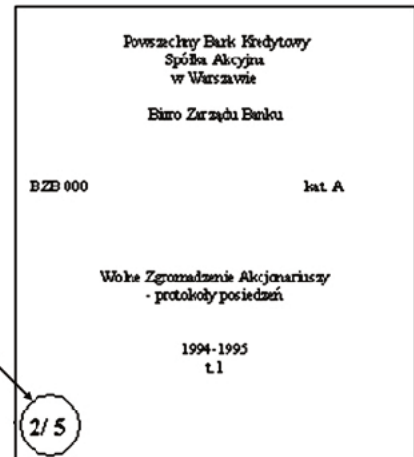 Powszechny Bank Kredytowy
Spółka Akcyjna
w Warszawie
Biuro Zarządu Banku
BZB 000 kat. A
Wolne Zgromadzenie Akcjonariuszy
- protokoły posiedzeń
1994-1995
t.1
2/ 5